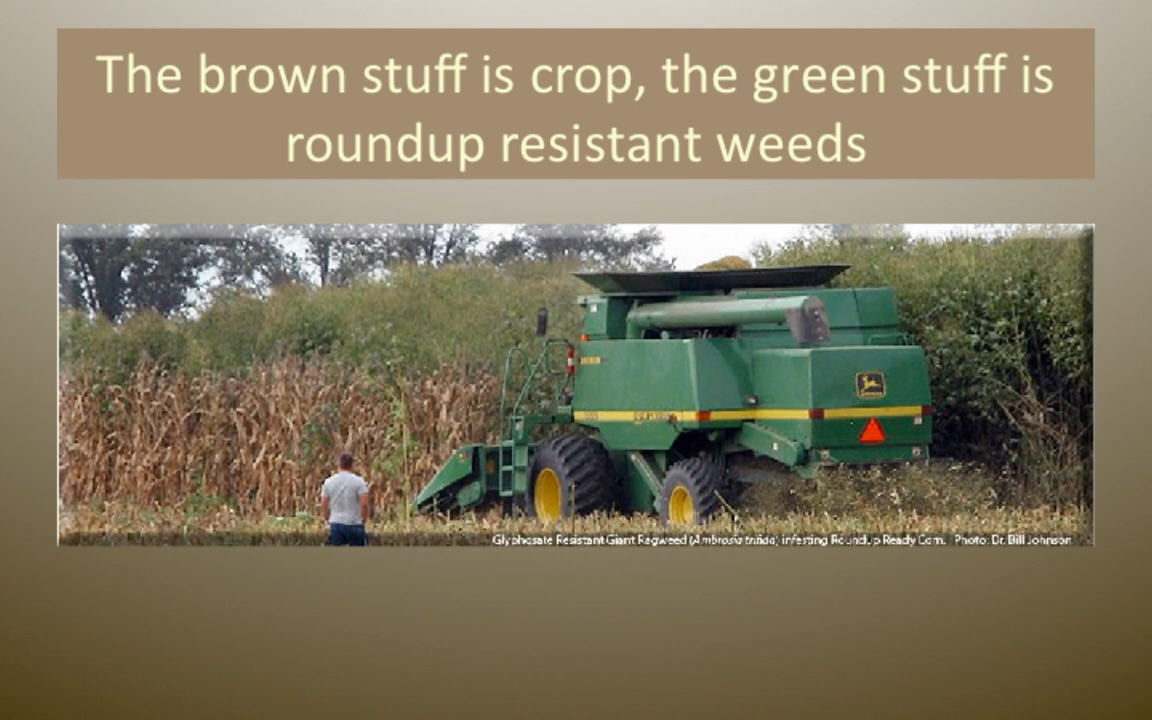 The brown stuff is crop, the green stuff is
roundup resistant weeds
Glyphosate Resistant Giant Ragweed (Ambrosia trifida) infesting Roundup Ready Corn. Photo: Dr. Bill Johnson